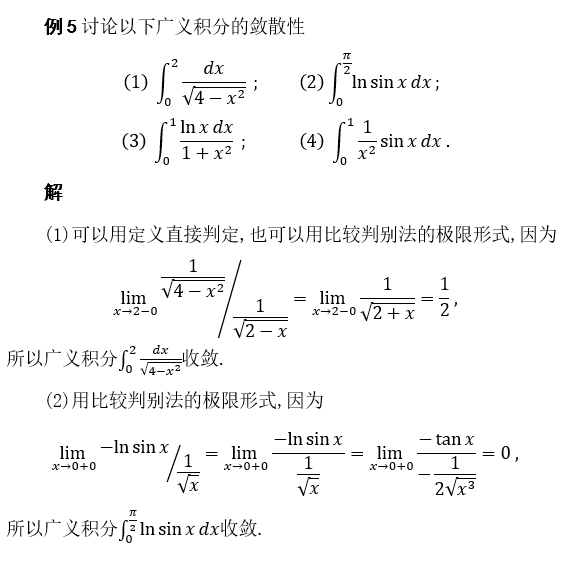 例5 讨论以下广义积分的敛散性
(1) ∫₀² dx/√(4−x²) ; (2) ∫₀^(π/2) ln sin x dx ;
(3) ∫₀¹ ln x dx/(1+x²) ; (4) ∫₀¹ (1/x²) sin x dx .
解
(1)可以用定义直接判定,也可以用比较判别法的极限形式,因为
lim_(x→2−0) (1/√(4−x²)) / (1/√(2−x)) = lim_(x→2−0) 1/√(2+x) = 1/2 ,
所以广义积分∫₀² dx/√(4−x²)收敛.
(2)用比较判别法的极限形式,因为
lim_(x→0+0) −ln sin x / (1/√x) = lim_(x→0+0) (−ln sin x)/(1/√x) = lim_(x→0+0) (−tan x)/(−1/(2√(x³))) = 0 ,
所以广义积分∫₀^(π/2) ln sin x dx收敛.